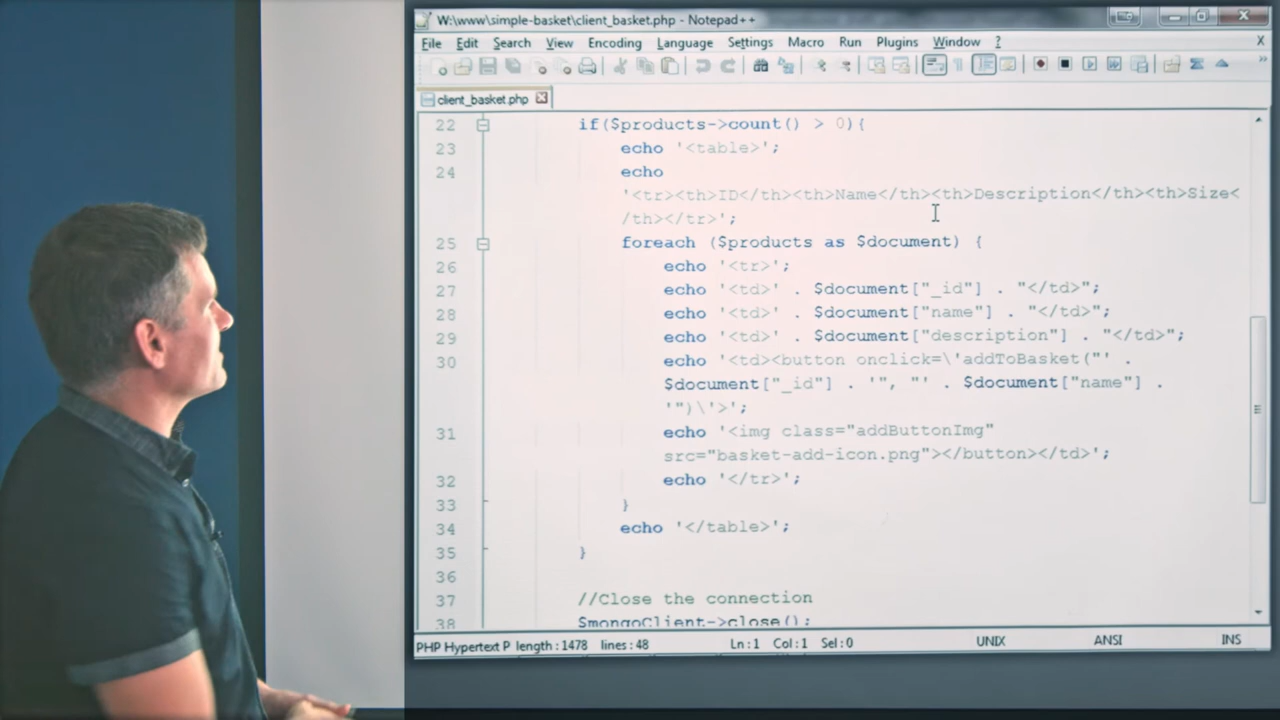 W:\www\simple-basket\client_basket.php - Notepad++
File Edit Search View Encoding Language Settings Macro Run Plugins Window ? X
client_basket.php
22 if($products->count() > 0){
23 echo '<table>';
24 echo
'<tr><th>ID</th><th>Name</th><th>Description</th><th>Size<
/th></tr>';
25 foreach ($products as $document) {
26 echo '<tr>';
27 echo '<td>' . $document["_id"] . "</td>";
28 echo '<td>' . $document["name"] . "</td>";
29 echo '<td>' . $document["description"] . "</td>";
30 echo '<td><button onclick=\'addToBasket("' .
$document["_id"] . '", "' . $document["name"] .
'")\'>';
31 echo '<img class="addButtonImg"
src="basket-add-icon.png"></button></td>';
32 echo '</tr>';
33 }
34 echo '</table>';
35 }
36
37 //Close the connection
38 $mongoClient->close();
PHP Hypertext P length : 1478 lines : 48 Ln : 1 Col : 1 Sel : 0 UNIX ANSI INS